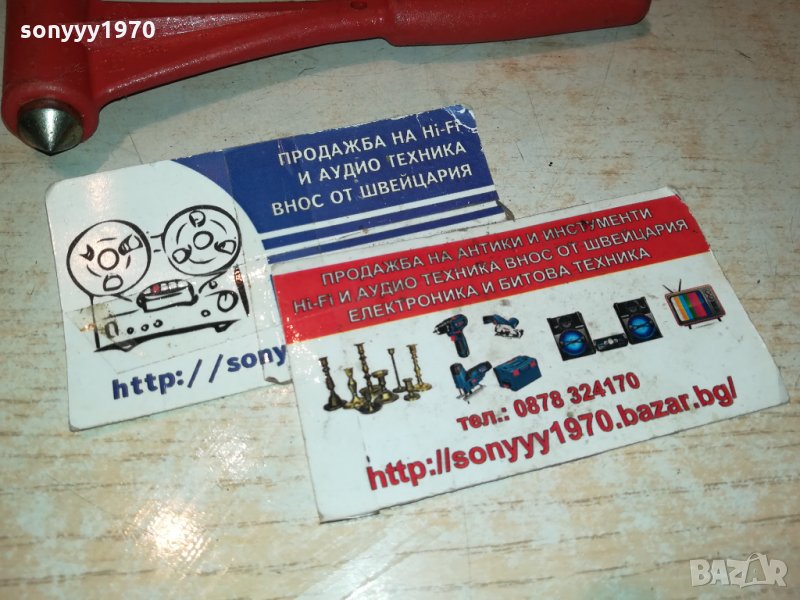 sonyyy1970
ПРОДАЖБА НА Hi-Fi
И АУДИО ТЕХНИКА
ВНОС ОТ ШВЕЙЦАРИЯ
http://sony
ПРОДАЖБА НА АНТИКИ И ИНСТУМЕНТИ
Hi-Fi И АУДИО ТЕХНИКА ВНОС ОТ ШВЕЙЦАРИЯ
ЕЛЕКТРОНИКА И БИТОВА ТЕХНИКА
тел.: 0878 324170
http://sonyyy1970.bazar.bg/
BAZAR